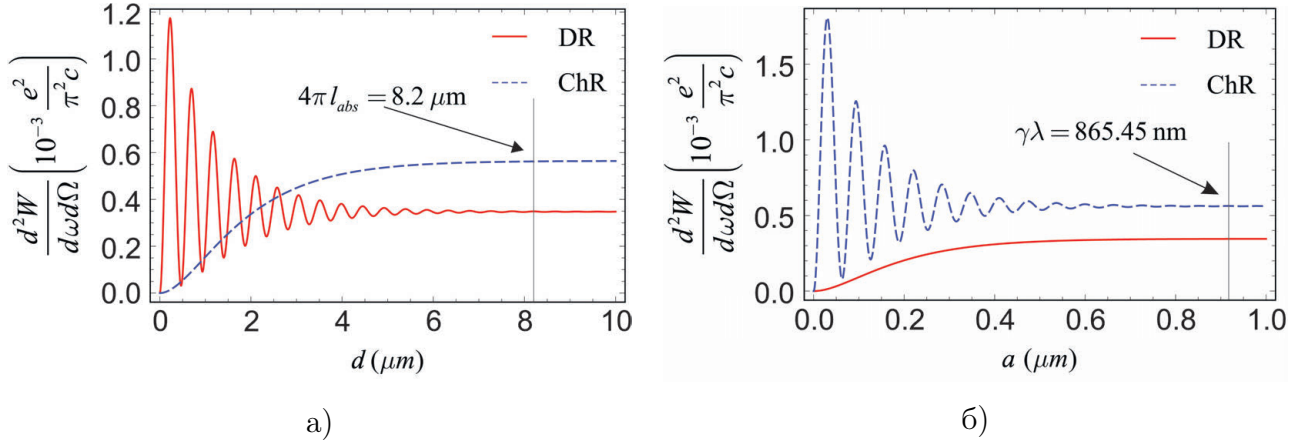 d²W/dωdΩ (10⁻³ e²/π²c)
1.2
1.0
0.8
0.6
0.4
0.2
0.0
0 2 4 6 8 10
d (μm)
DR
ChR
4πl_abs = 8.2 μm
а)
d²W/dωdΩ (10⁻³ e²/π²c)
1.5
1.0
0.5
0.0
0.0 0.2 0.4 0.6 0.8 1.0
a (μm)
DR
ChR
γλ = 865.45 nm
б)